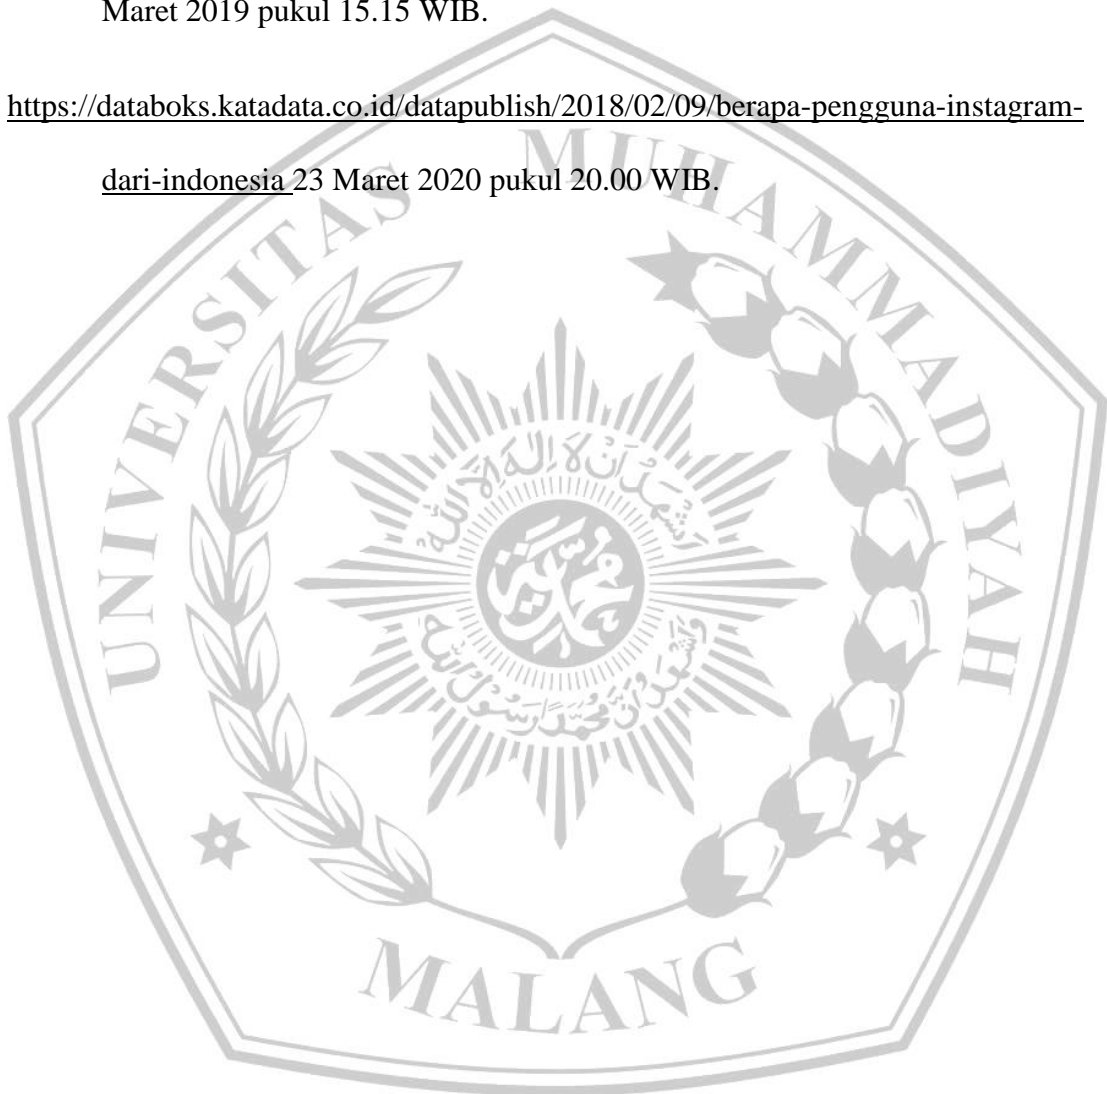 Maret 2019 pukul 15.15 WIB.
https://databoks.katadata.co.id/datapublish/2018/02/09/berapa-pengguna-instagram-
dari-indonesia 23 Maret 2020 pukul 20.00 WIB.
UNIVERSITAS MUHAMMADIYAH
MALANG